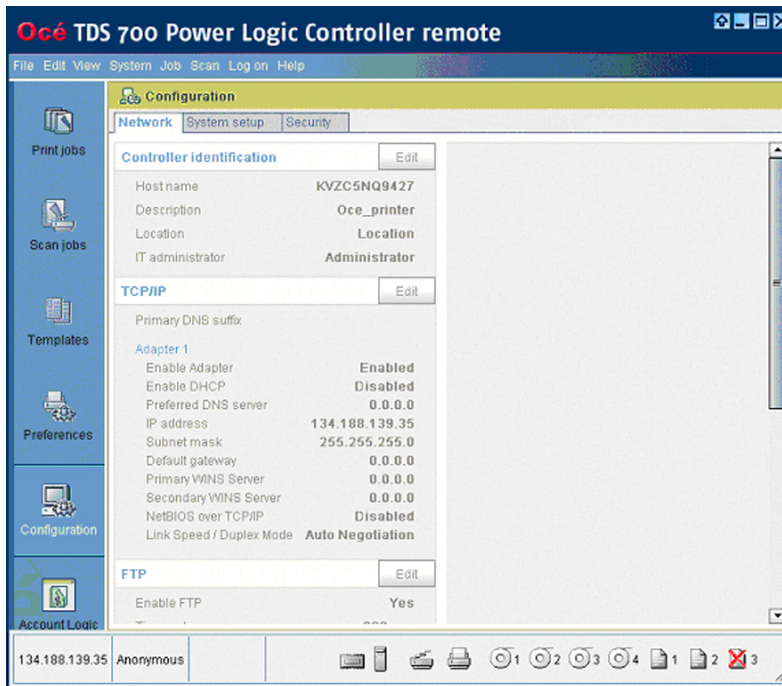 Océ TDS 700 Power Logic Controller remote
File Edit View System Job Scan Log on Help
Configuration
Network System setup Security
Print jobs
Scan jobs
Templates
Preferences
Configuration
Account Logic
Controller identification Edit
Host name KVZC5NQ9427
Description Oce_printer
Location Location
IT administrator Administrator
TCP/IP Edit
Primary DNS suffix
Adapter 1
Enable Adapter Enabled
Enable DHCP Disabled
Preferred DNS server 0.0.0.0
IP address 134.188.139.35
Subnet mask 255.255.255.0
Default gateway 0.0.0.0
Primary WINS Server 0.0.0.0
Secondary WINS Server 0.0.0.0
NetBIOS over TCP/IP Disabled
Link Speed / Duplex Mode Auto Negotiation
FTP Edit
Enable FTP Yes
134.188.139.35 Anonymous 1 2 3 4 1 2 3